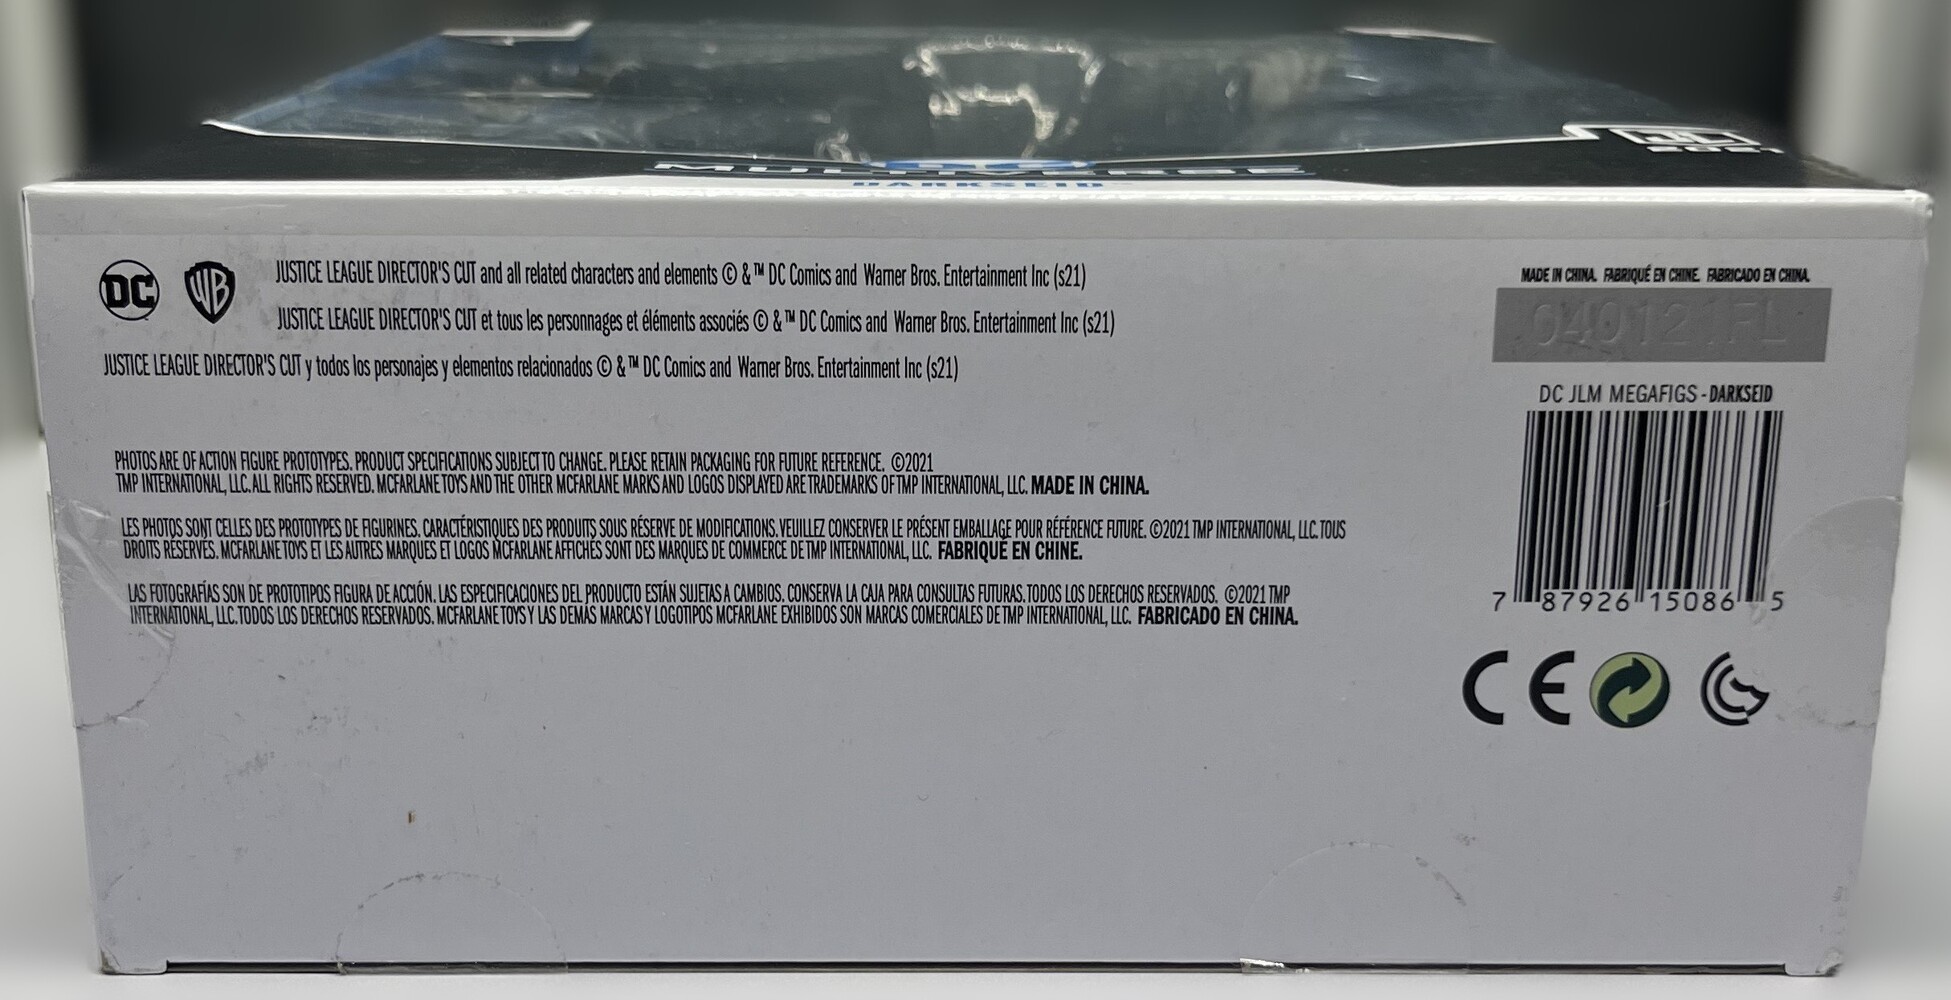 MULTIVERSE
DARKSEID™
DC
WB
JUSTICE LEAGUE DIRECTOR'S CUT and all related characters and elements © & ™ DC Comics and Warner Bros. Entertainment Inc (s21)
JUSTICE LEAGUE DIRECTOR'S CUT et tous les personnages et éléments associés © & ™ DC Comics and Warner Bros. Entertainment Inc (s21)
JUSTICE LEAGUE DIRECTOR'S CUT y todos los personajes y elementos relacionados © & ™ DC Comics and Warner Bros. Entertainment Inc (s21)
PHOTOS ARE OF ACTION FIGURE PROTOTYPES. PRODUCT SPECIFICATIONS SUBJECT TO CHANGE. PLEASE RETAIN PACKAGING FOR FUTURE REFERENCE. ©2021
TMP INTERNATIONAL, LLC. ALL RIGHTS RESERVED. MCFARLANE TOYS AND THE OTHER MCFARLANE MARKS AND LOGOS DISPLAYED ARE TRADEMARKS OF TMP INTERNATIONAL, LLC. MADE IN CHINA.
LES PHOTOS SONT CELLES DES PROTOTYPES DE FIGURINES. CARACTÉRISTIQUES DES PRODUITS SOUS RÉSERVE DE MODIFICATIONS. VEUILLEZ CONSERVER LE PRÉSENT EMBALLAGE POUR RÉFÉRENCE FUTURE. ©2021 TMP INTERNATIONAL, LLC. TOUS
DROITS RÉSERVÉS. MCFARLANE TOYS ET LES AUTRES MARQUES ET LOGOS MCFARLANE AFFICHÉS SONT DES MARQUES DE COMMERCE DE TMP INTERNATIONAL, LLC. FABRIQUÉ EN CHINE.
LAS FOTOGRAFÍAS SON DE PROTOTIPOS FIGURA DE ACCIÓN. LAS ESPECIFICACIONES DEL PRODUCTO ESTÁN SUJETAS A CAMBIOS. CONSERVA LA CAJA PARA CONSULTAS FUTURAS. TODOS LOS DERECHOS RESERVADOS. ©2021 TMP
INTERNATIONAL, LLC. TODOS LOS DERECHOS RESERVADOS. MCFARLANE TOYS Y LAS DEMÁS MARCAS Y LOGOTIPOS MCFARLANE EXHIBIDOS SON MARCAS COMERCIALES DE TMP INTERNATIONAL, LLC. FABRICADO EN CHINA.
MADE IN CHINA. FABRIQUÉ EN CHINE. FABRICADO EN CHINA.
040121FL
DC JLM MEGAFIGS - DARKSEID
7 87926 15086 5
CE